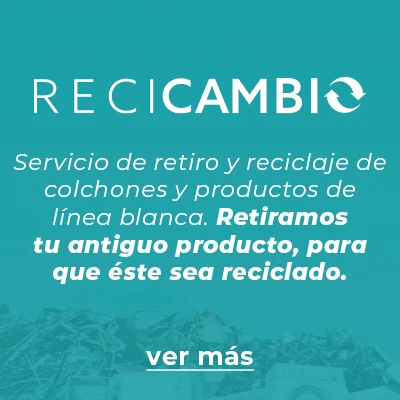 RECICAMBIO
Servicio de retiro y reciclaje de
colchones y productos de
línea blanca. Retiramos
tu antiguo producto, para
que éste sea reciclado.
ver más